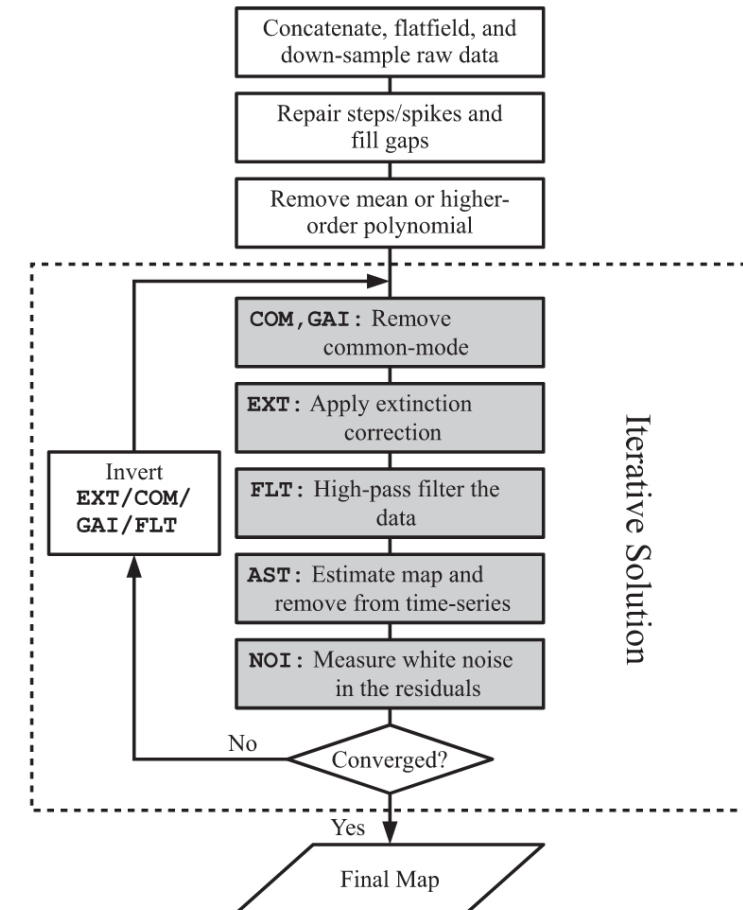 Concatenate, flatfield, and
down-sample raw data
Repair steps/spikes and
fill gaps
Remove mean or higher-
order polynomial
COM,GAI: Remove
common-mode
EXT: Apply extinction
correction
FLT: High-pass filter the
data
AST: Estimate map and
remove from time-series
NOI: Measure white noise
in the residuals
Invert
EXT/COM/
GAI/FLT
Iterative Solution
No
Converged?
Yes
Final Map